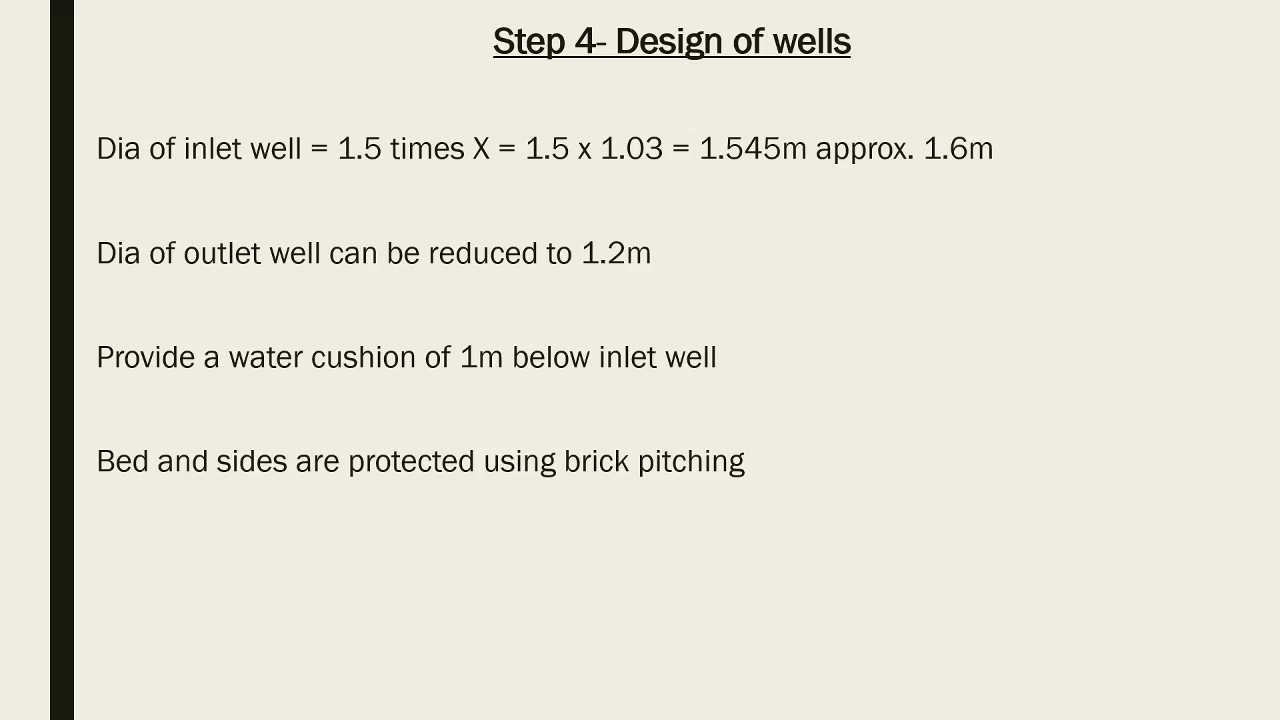 Step 4- Design of wells
Dia of inlet well = 1.5 times X = 1.5 x 1.03 = 1.545m approx. 1.6m
Dia of outlet well can be reduced to 1.2m
Provide a water cushion of 1m below inlet well
Bed and sides are protected using brick pitching